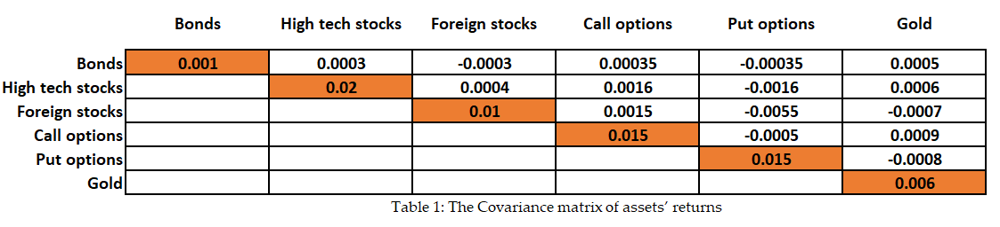 Bonds High tech stocks Foreign stocks Call options Put options Gold
Bonds 0.001 0.0003 -0.0003 0.00035 -0.00035 0.0005
High tech stocks 0.02 0.0004 0.0016 -0.0016 0.0006
Foreign stocks 0.01 0.0015 -0.0055 -0.0007
Call options 0.015 -0.0005 0.0009
Put options 0.015 -0.0008
Gold 0.006
Table 1: The Covariance matrix of assets’ returns